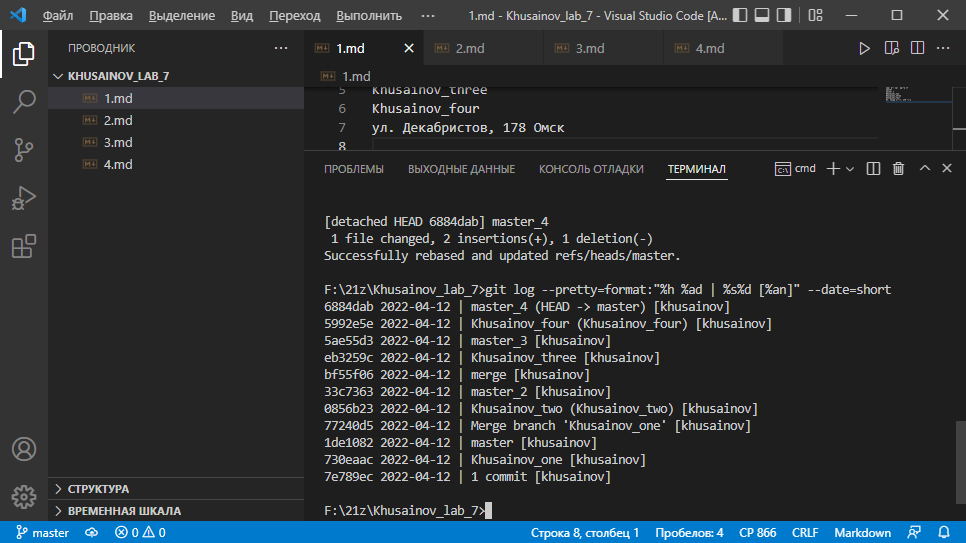 Файл Правка Выделение Вид Переход Выполнить ··· 1.md - Khusainov_lab_7 - Visual Studio Code [А...
ПРОВОДНИК ···
KHUSAINOV_LAB_7
1.md
2.md
3.md
4.md
СТРУКТУРА
ВРЕМЕННАЯ ШКАЛА
1.md 2.md 3.md 4.md
1.md
5 Khusainov_three
6 Khusainov_four
7 ул. Декабристов, 178 Омск
8
ПРОБЛЕМЫ ВЫХОДНЫЕ ДАННЫЕ КОНСОЛЬ ОТЛАДКИ ТЕРМИНАЛ cmd
[detached HEAD 6884dab] master_4
1 file changed, 2 insertions(+), 1 deletion(-)
Successfully rebased and updated refs/heads/master.
F:\21z\Khusainov_lab_7>git log --pretty=format:"%h %ad | %s%d [%an]" --date=short
6884dab 2022-04-12 | master_4 (HEAD -> master) [khusainov]
5992e5e 2022-04-12 | Khusainov_four (Khusainov_four) [khusainov]
5ae55d3 2022-04-12 | master_3 [khusainov]
eb3259c 2022-04-12 | Khusainov_three [khusainov]
bf55f06 2022-04-12 | merge [khusainov]
33c7363 2022-04-12 | master_2 [khusainov]
0856b23 2022-04-12 | Khusainov_two (Khusainov_two) [khusainov]
77240d5 2022-04-12 | Merge branch 'Khusainov_one' [khusainov]
1de1082 2022-04-12 | master [khusainov]
730eaac 2022-04-12 | Khusainov_one [khusainov]
7e789ec 2022-04-12 | 1 commit [khusainov]
F:\21z\Khusainov_lab_7>
master 0 0 Строка 8, столбец 1 Пробелов: 4 CP 866 CRLF Markdown